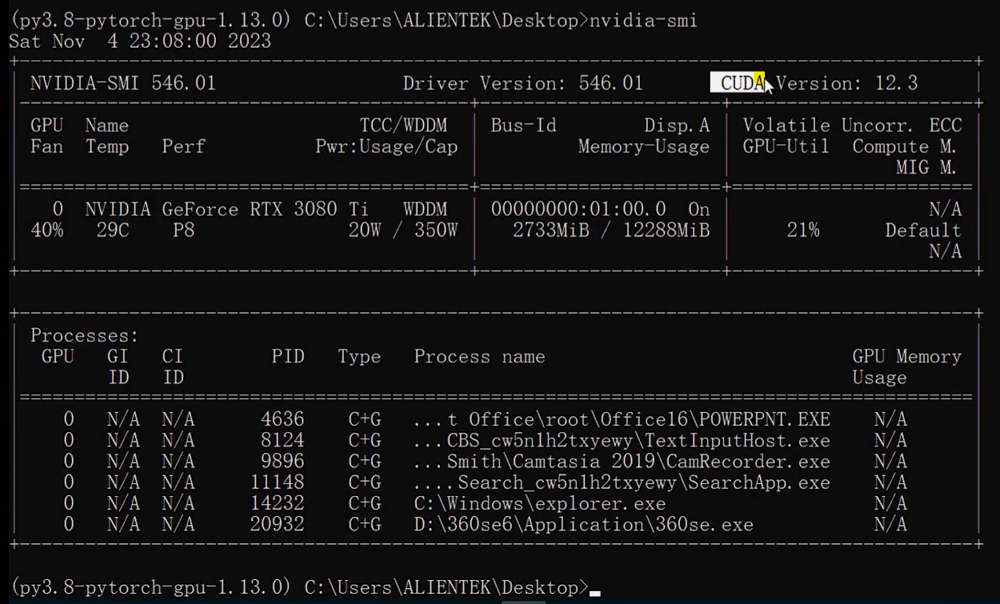 (py3.8-pytorch-gpu-1.13.0) C:\Users\ALIENTEK\Desktop>nvidia-smi
Sat Nov  4 23:08:00 2023
NVIDIA-SMI 546.01 Driver Version: 546.01 CUDA Version: 12.3
GPU Name TCC/WDDM Bus-Id Disp.A Volatile Uncorr. ECC
Fan Temp Perf Pwr:Usage/Cap Memory-Usage GPU-Util Compute M.
MIG M.
0 NVIDIA GeForce RTX 3080 Ti WDDM 00000000:01:00.0 On N/A
40% 29C P8 20W / 350W 2733MiB / 12288MiB 21% Default
N/A
Processes:
GPU GI CI PID Type Process name GPU Memory
ID ID Usage
0 N/A N/A 4636 C+G ...t Office\root\Office16\POWERPNT.EXE N/A
0 N/A N/A 8124 C+G ...CBS_cw5n1h2txyewy\TextInputHost.exe N/A
0 N/A N/A 9896 C+G ...Smith\Camtasia 2019\CamRecorder.exe N/A
0 N/A N/A 11148 C+G ....Search_cw5n1h2txyewy\SearchApp.exe N/A
0 N/A N/A 14232 C+G C:\Windows\explorer.exe N/A
0 N/A N/A 20932 C+G D:\360se6\Application\360se.exe N/A
(py3.8-pytorch-gpu-1.13.0) C:\Users\ALIENTEK\Desktop>